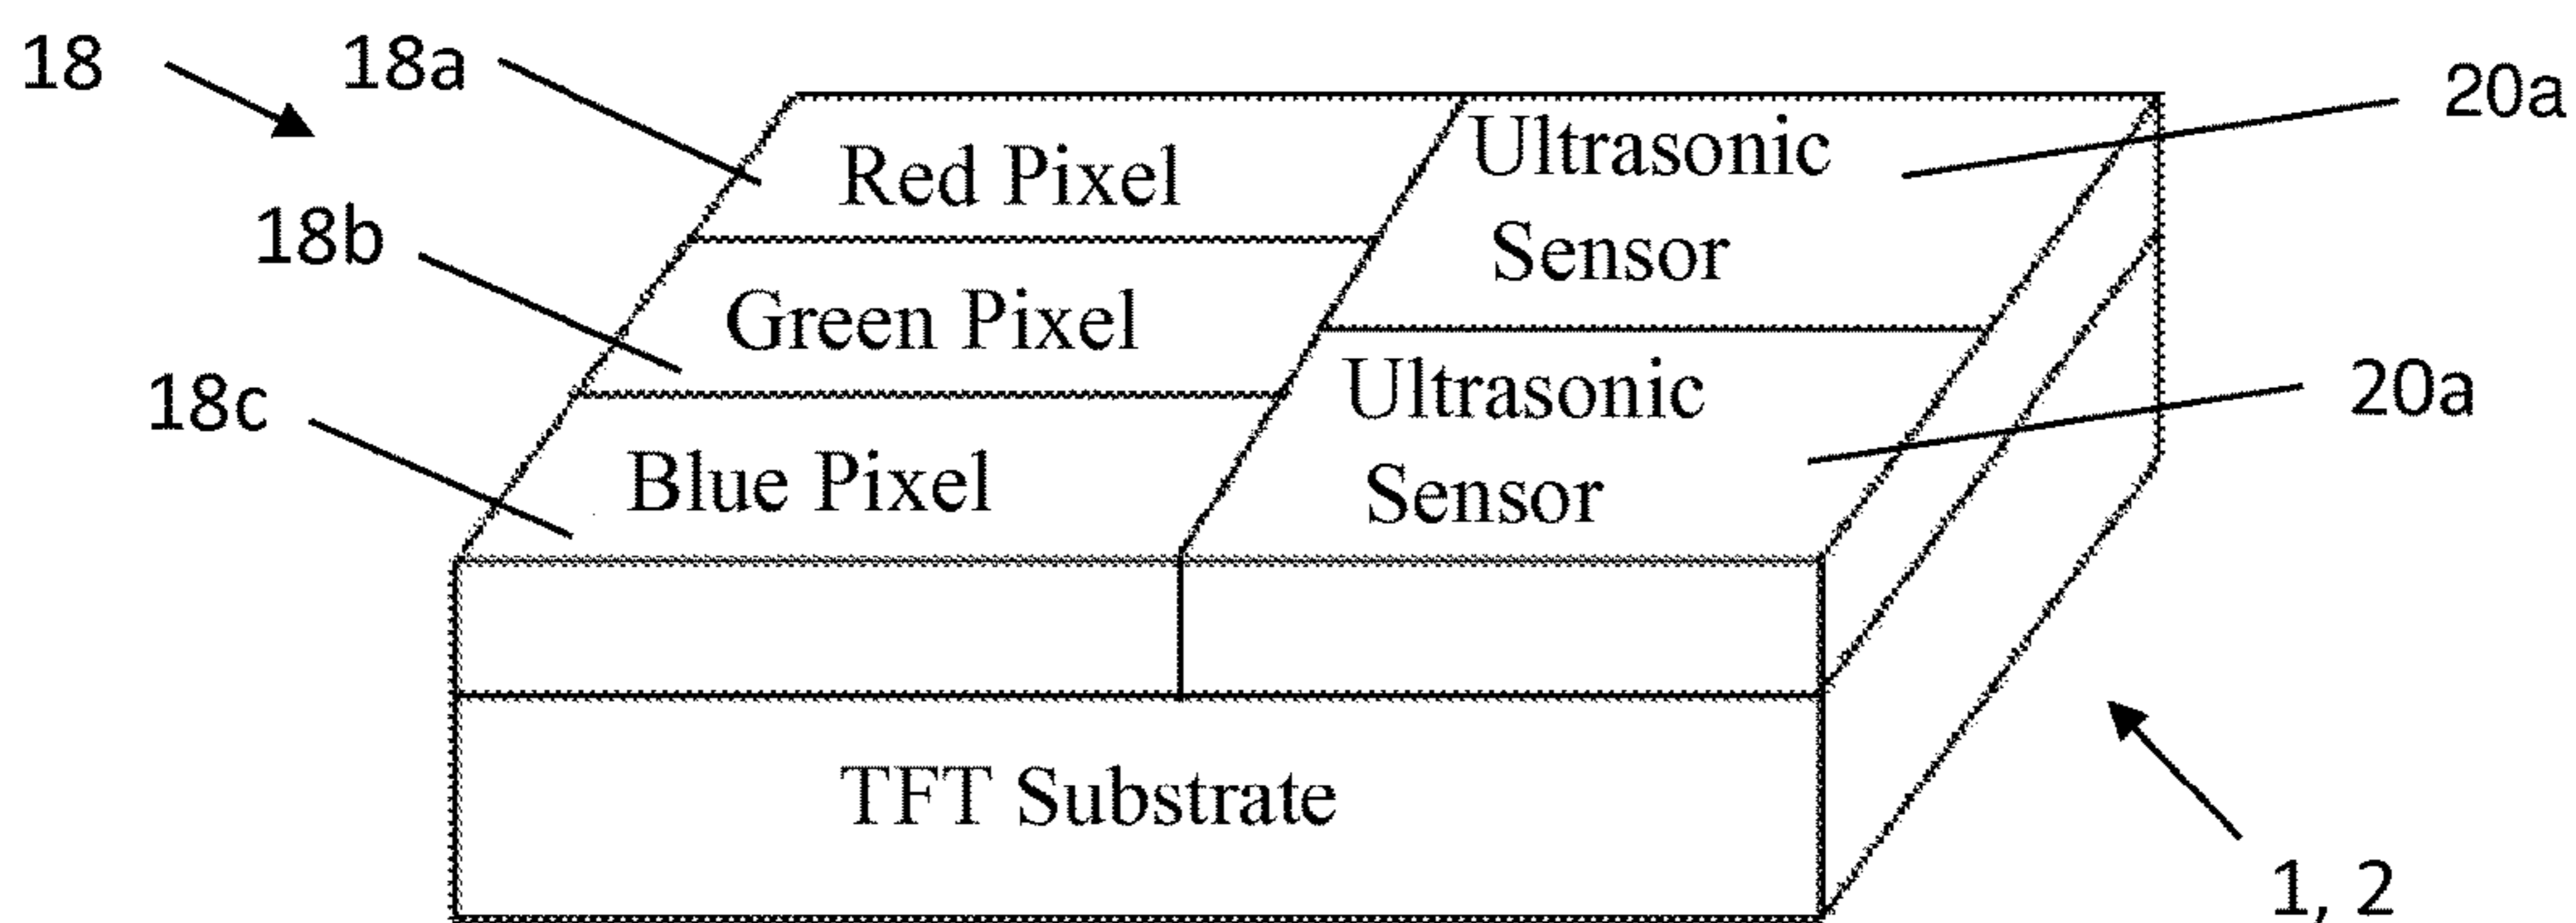 18
18a
20a
Red Pixel
Ultrasonic
Sensor
18b
Green Pixel
18c
Ultrasonic
Sensor
20a
Blue Pixel
TFT Substrate
1, 2